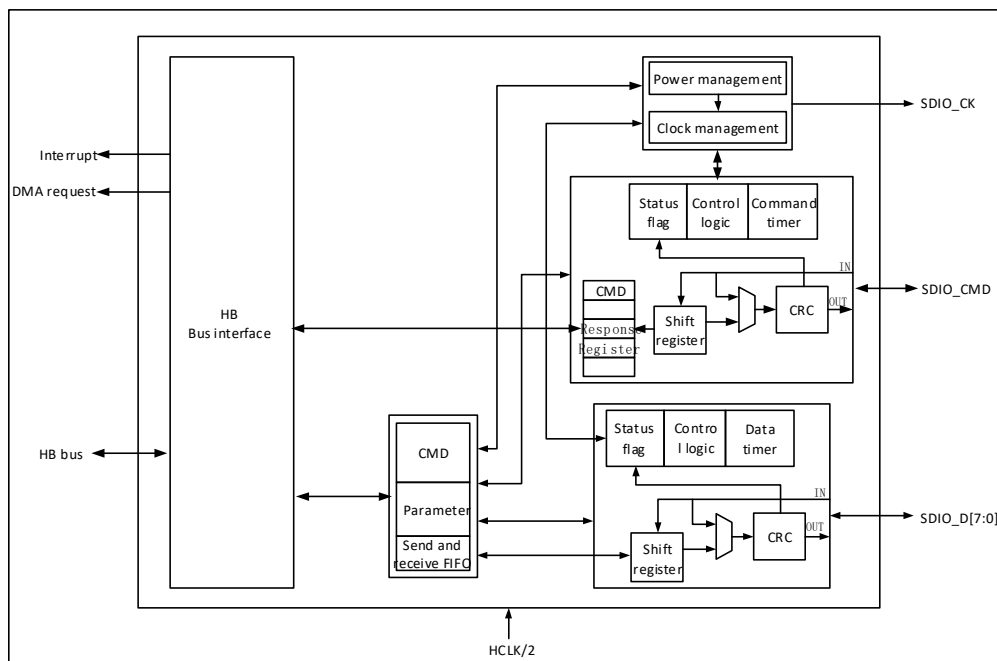 Power management
SDIO_CK
Clock management
Interrupt
DMA request
Status
flag
Control
logic
Command
timer
IN
CMD
SDIO_CMD
OUT
CRC
HB
Bus interface
Shift
register
Response
Register
Status
flag
Contro
l logic
Data
timer
HB bus
CMD
IN
Parameter
SDIO_D[7:0]
OUT
CRC
Send and
receive FIFO
Shift
register
HCLK/2